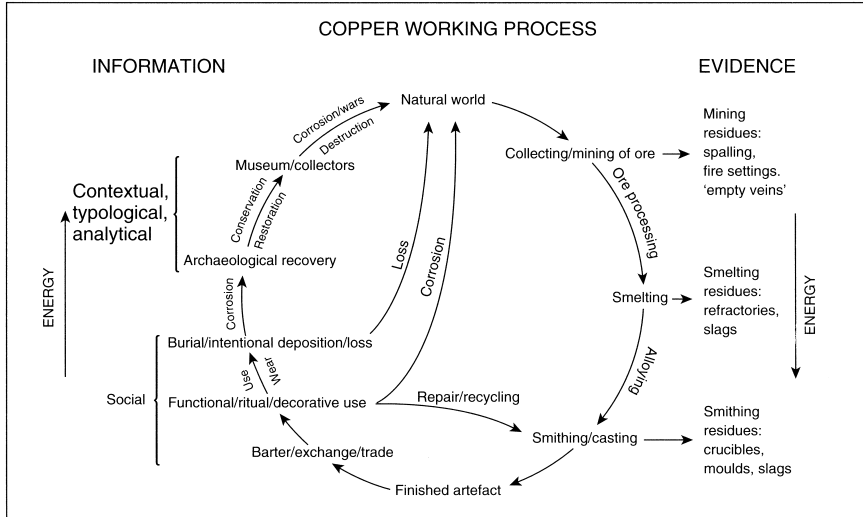 COPPER WORKING PROCESS
INFORMATION
EVIDENCE
Natural world
Corrosion/wars
Destruction
Museum/collectors
Collecting/mining of ore
Mining
residues:
spalling,
fire settings.
'empty veins'
Contextual,
typological,
analytical
Conservation
Restoration
Ore processing
Archaeological recovery
Loss
Corrosion
ENERGY
Corrosion
Smelting
Smelting
residues:
refractories,
slags
ENERGY
Burial/intentional deposition/loss
Use
Wear
Alloying
Social
Functional/ritual/decorative use
Repair/recycling
Smithing/casting
Smithing
residues:
crucibles,
moulds, slags
Barter/exchange/trade
Finished artefact